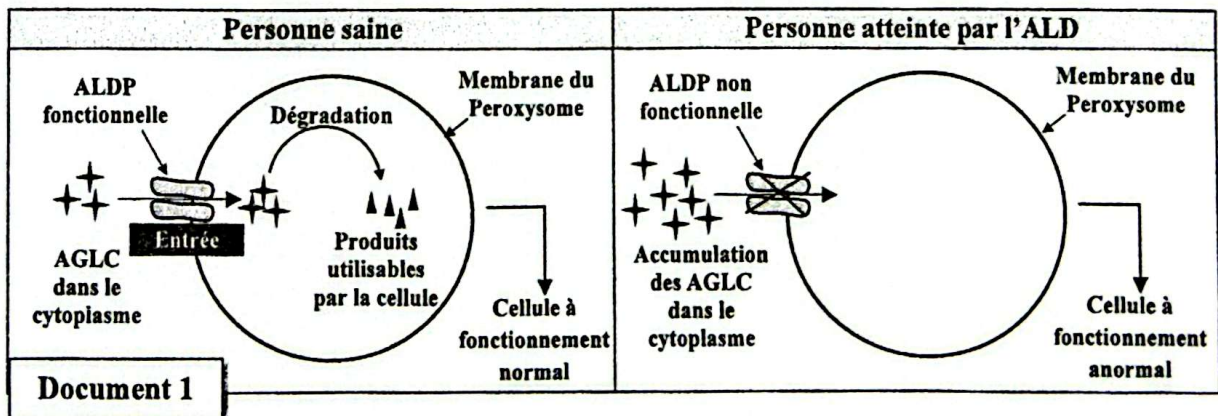 Personne saine
ALDP
fonctionnelle
Dégradation
Membrane du
Peroxysome
Entrée
AGLC
dans le
cytoplasme
Produits
utilisables
par la cellule
Cellule à
fonctionnement
normal
Personne atteinte par l'ALD
ALDP non
fonctionnelle
Membrane du
Peroxysome
Accumulation
des AGLC
dans le
cytoplasme
Cellule à
fonctionnement
anormal
Document 1